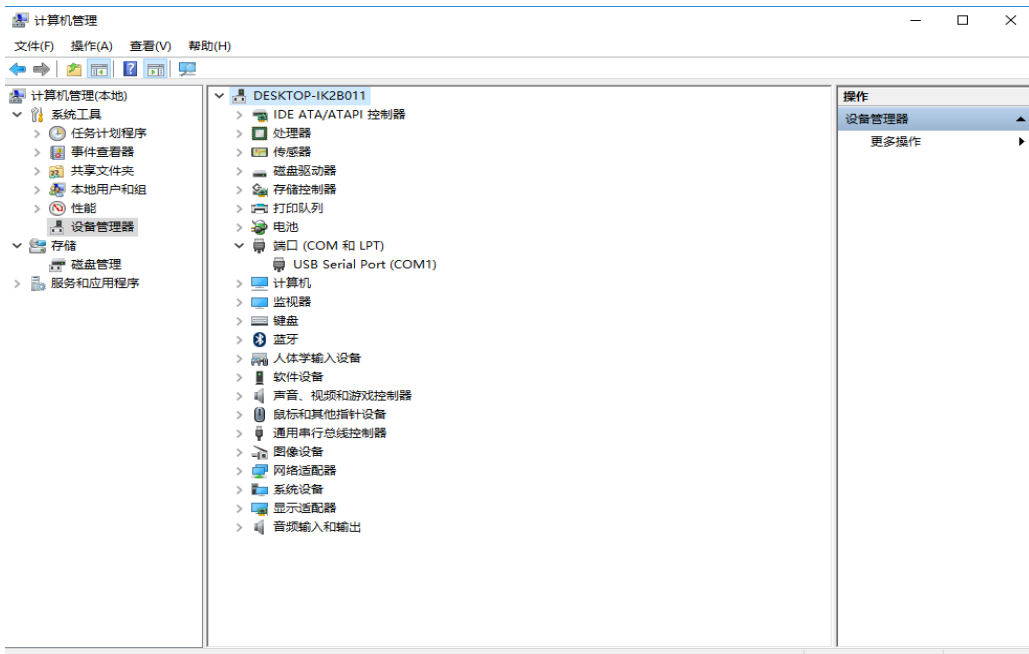 计算机管理
文件(F) 操作(A) 查看(V) 帮助(H)
计算机管理(本地)
系统工具
任务计划程序
事件查看器
共享文件夹
本地用户和组
性能
设备管理器
存储
磁盘管理
服务和应用程序
DESKTOP-IK2B011
IDE ATA/ATAPI 控制器
处理器
传感器
磁盘驱动器
存储控制器
打印队列
电池
端口 (COM 和 LPT)
USB Serial Port (COM1)
计算机
监视器
键盘
蓝牙
人体学输入设备
软件设备
声音、视频和游戏控制器
鼠标和其他指针设备
通用串行总线控制器
图像设备
网络适配器
系统设备
显示适配器
音频输入和输出
操作
设备管理器
更多操作